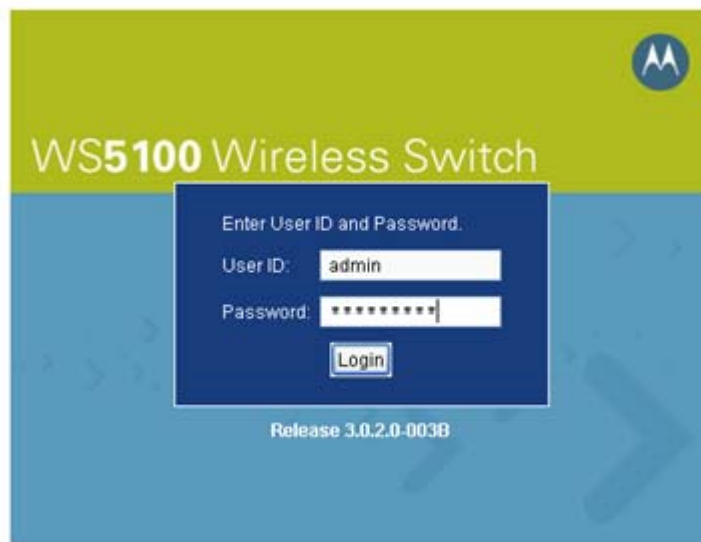 WS5100 Wireless Switch
Enter User ID and Password.
User ID: admin
Password: *********
Login
Release 3.0.2.0-003B